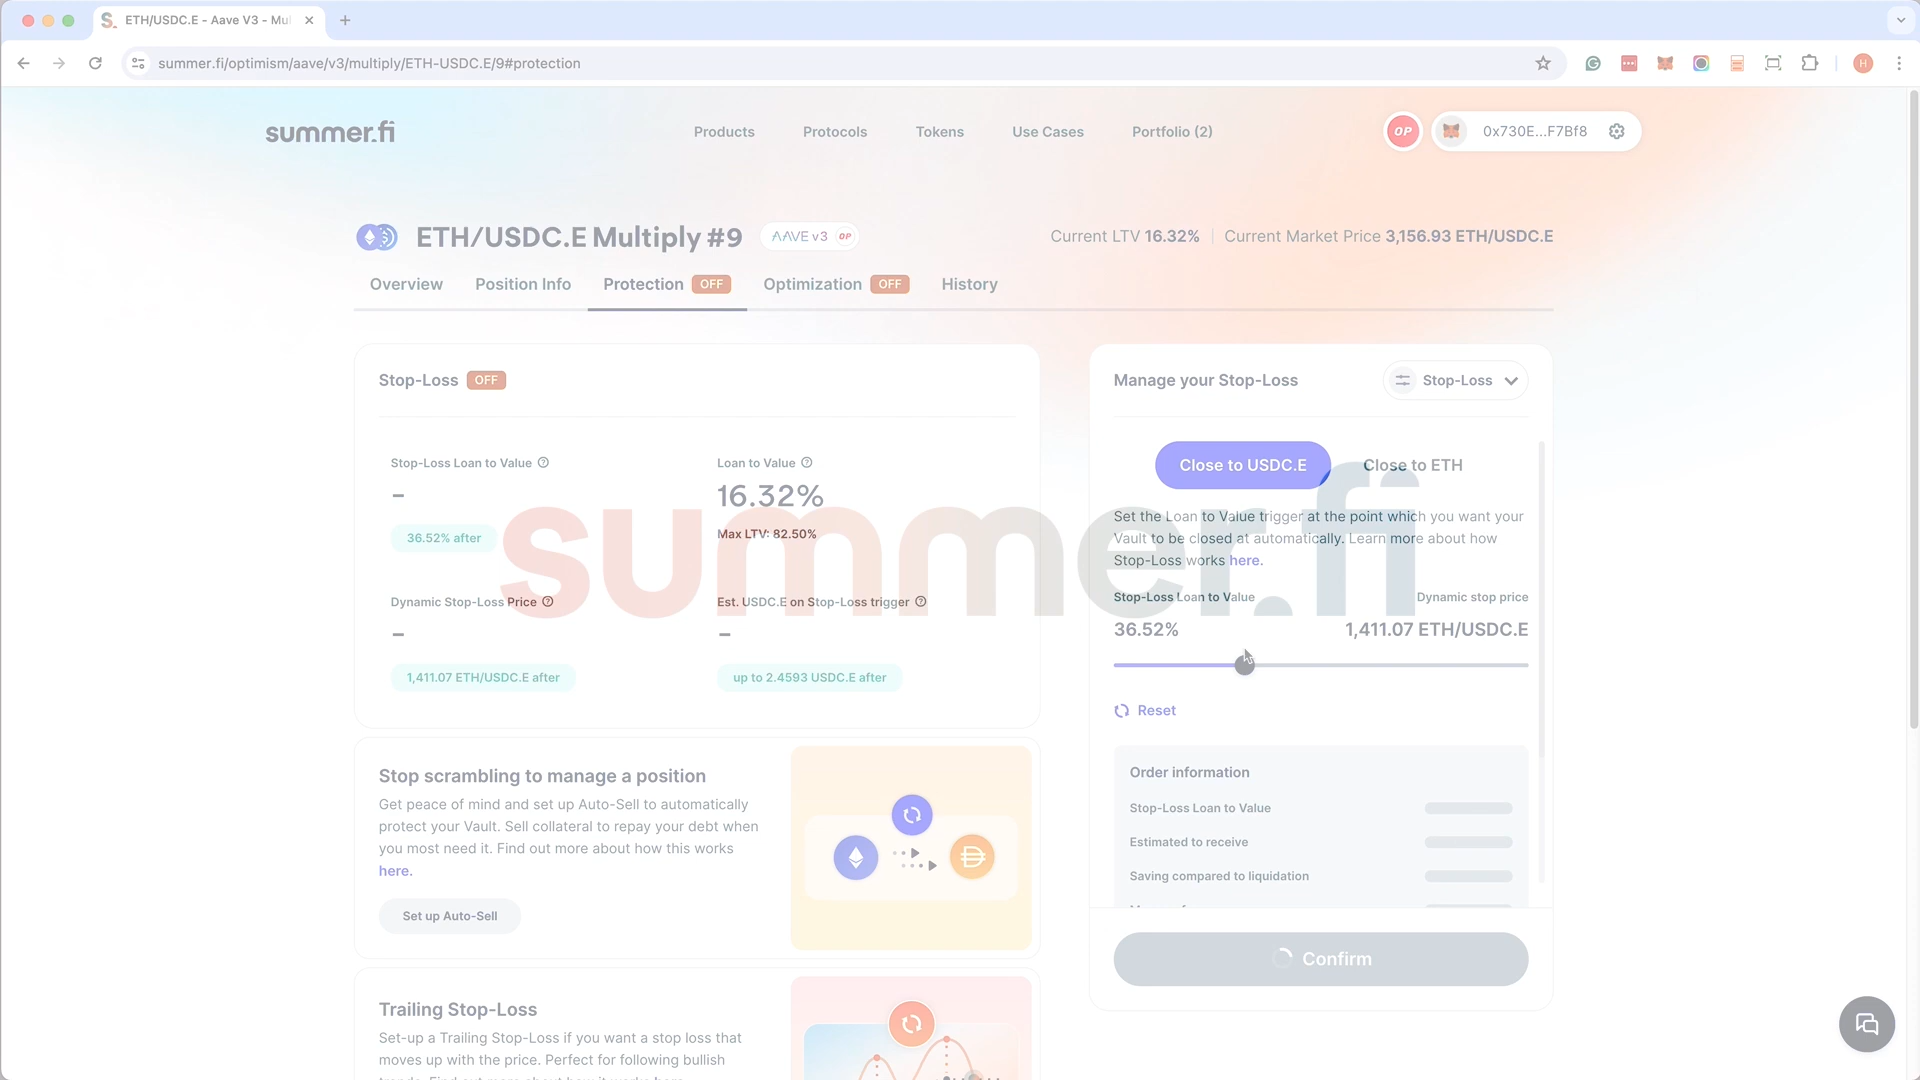 ETH/USDC.E - Aave V3 - Mul
summer.fi/optimism/aave/v3/multiply/ETH-USDC.E/9#protection
H
summer.fi
Products
Protocols
Tokens
Use Cases
Portfolio (2)
OP
0x730E...F7Bf8
ETH/USDC.E Multiply #9
AAVE v3
OP
Current LTV 16.32%
Current Market Price 3,156.93 ETH/USDC.E
Overview
Position Info
Protection OFF
Optimization OFF
History
Stop-Loss OFF
Stop-Loss Loan to Value
–
36.52% after
Loan to Value
16.32%
Max LTV: 82.50%
Dynamic Stop-Loss Price
–
1,411.07 ETH/USDC.E after
Est. USDC.E on Stop-Loss trigger
–
up to 2.4593 USDC.E after
summer.fi
Stop scrambling to manage a position
Get peace of mind and set up Auto-Sell to automatically
protect your Vault. Sell collateral to repay your debt when
you most need it. Find out more about how this works
here.
Set up Auto-Sell
Trailing Stop-Loss
Set-up a Trailing Stop-Loss if you want a stop loss that
moves up with the price. Perfect for following bullish
Manage your Stop-Loss
Stop-Loss
Close to USDC.E
Close to ETH
Set the Loan to Value trigger at the point which you want your
Vault to be closed at automatically. Learn more about how
Stop-Loss works here.
Stop-Loss Loan to Value
Dynamic stop price
36.52%
1,411.07 ETH/USDC.E
Reset
Order information
Stop-Loss Loan to Value
Estimated to receive
Saving compared to liquidation
Confirm